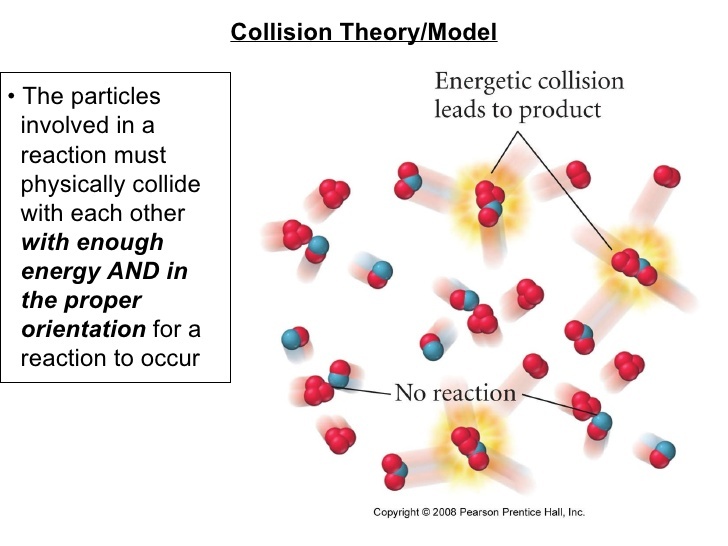 Collision Theory/Model
• The particles
involved in a
reaction must
physically collide
with each other
with enough
energy AND in
the proper
orientation for a
reaction to occur
Energetic collision
leads to product
No reaction
Copyright © 2008 Pearson Prentice Hall, Inc.